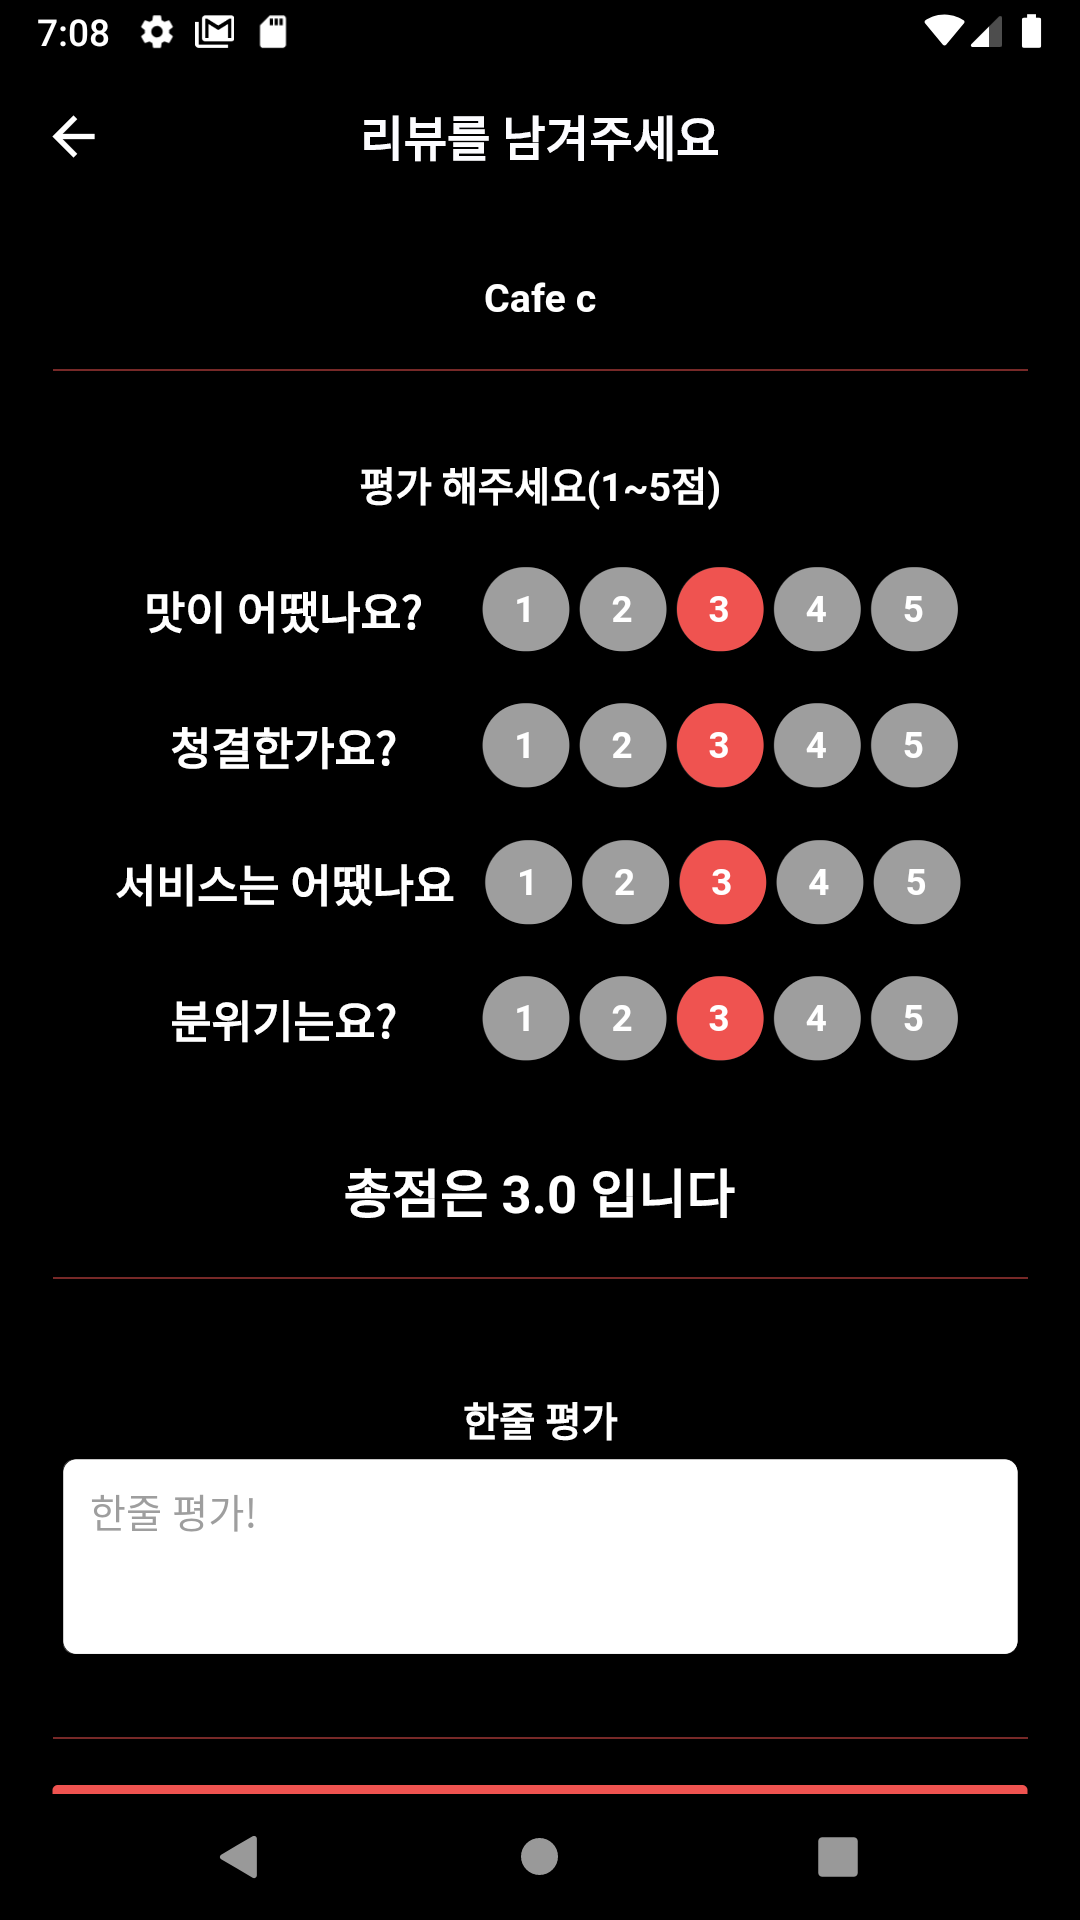 7:08
리뷰를 남겨주세요
Cafe c
평가 해주세요(1~5점)
맛이 어땠나요? 1 2 3 4 5
청결한가요? 1 2 3 4 5
서비스는 어땠나요 1 2 3 4 5
분위기는요? 1 2 3 4 5
총점은 3.0 입니다
한줄 평가
한줄 평가!